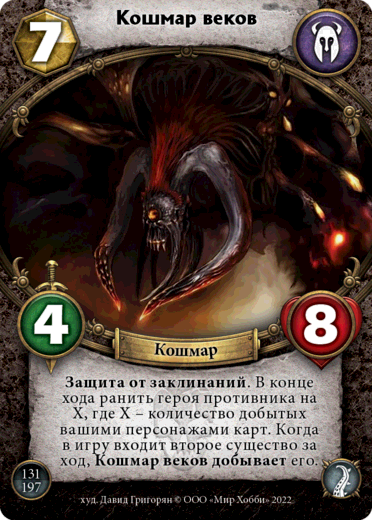 7
Кошмар веков
4
8
Кошмар
Защита от заклинаний. В конце
хода ранить героя противника на
X, где X – количество добытых
вашими персонажами карт. Когда
в игру входит второе существо за
ход, Кошмар веков добывает его.
131
197
худ. Давид Григорян © ООО «Мир Хобби» 2022